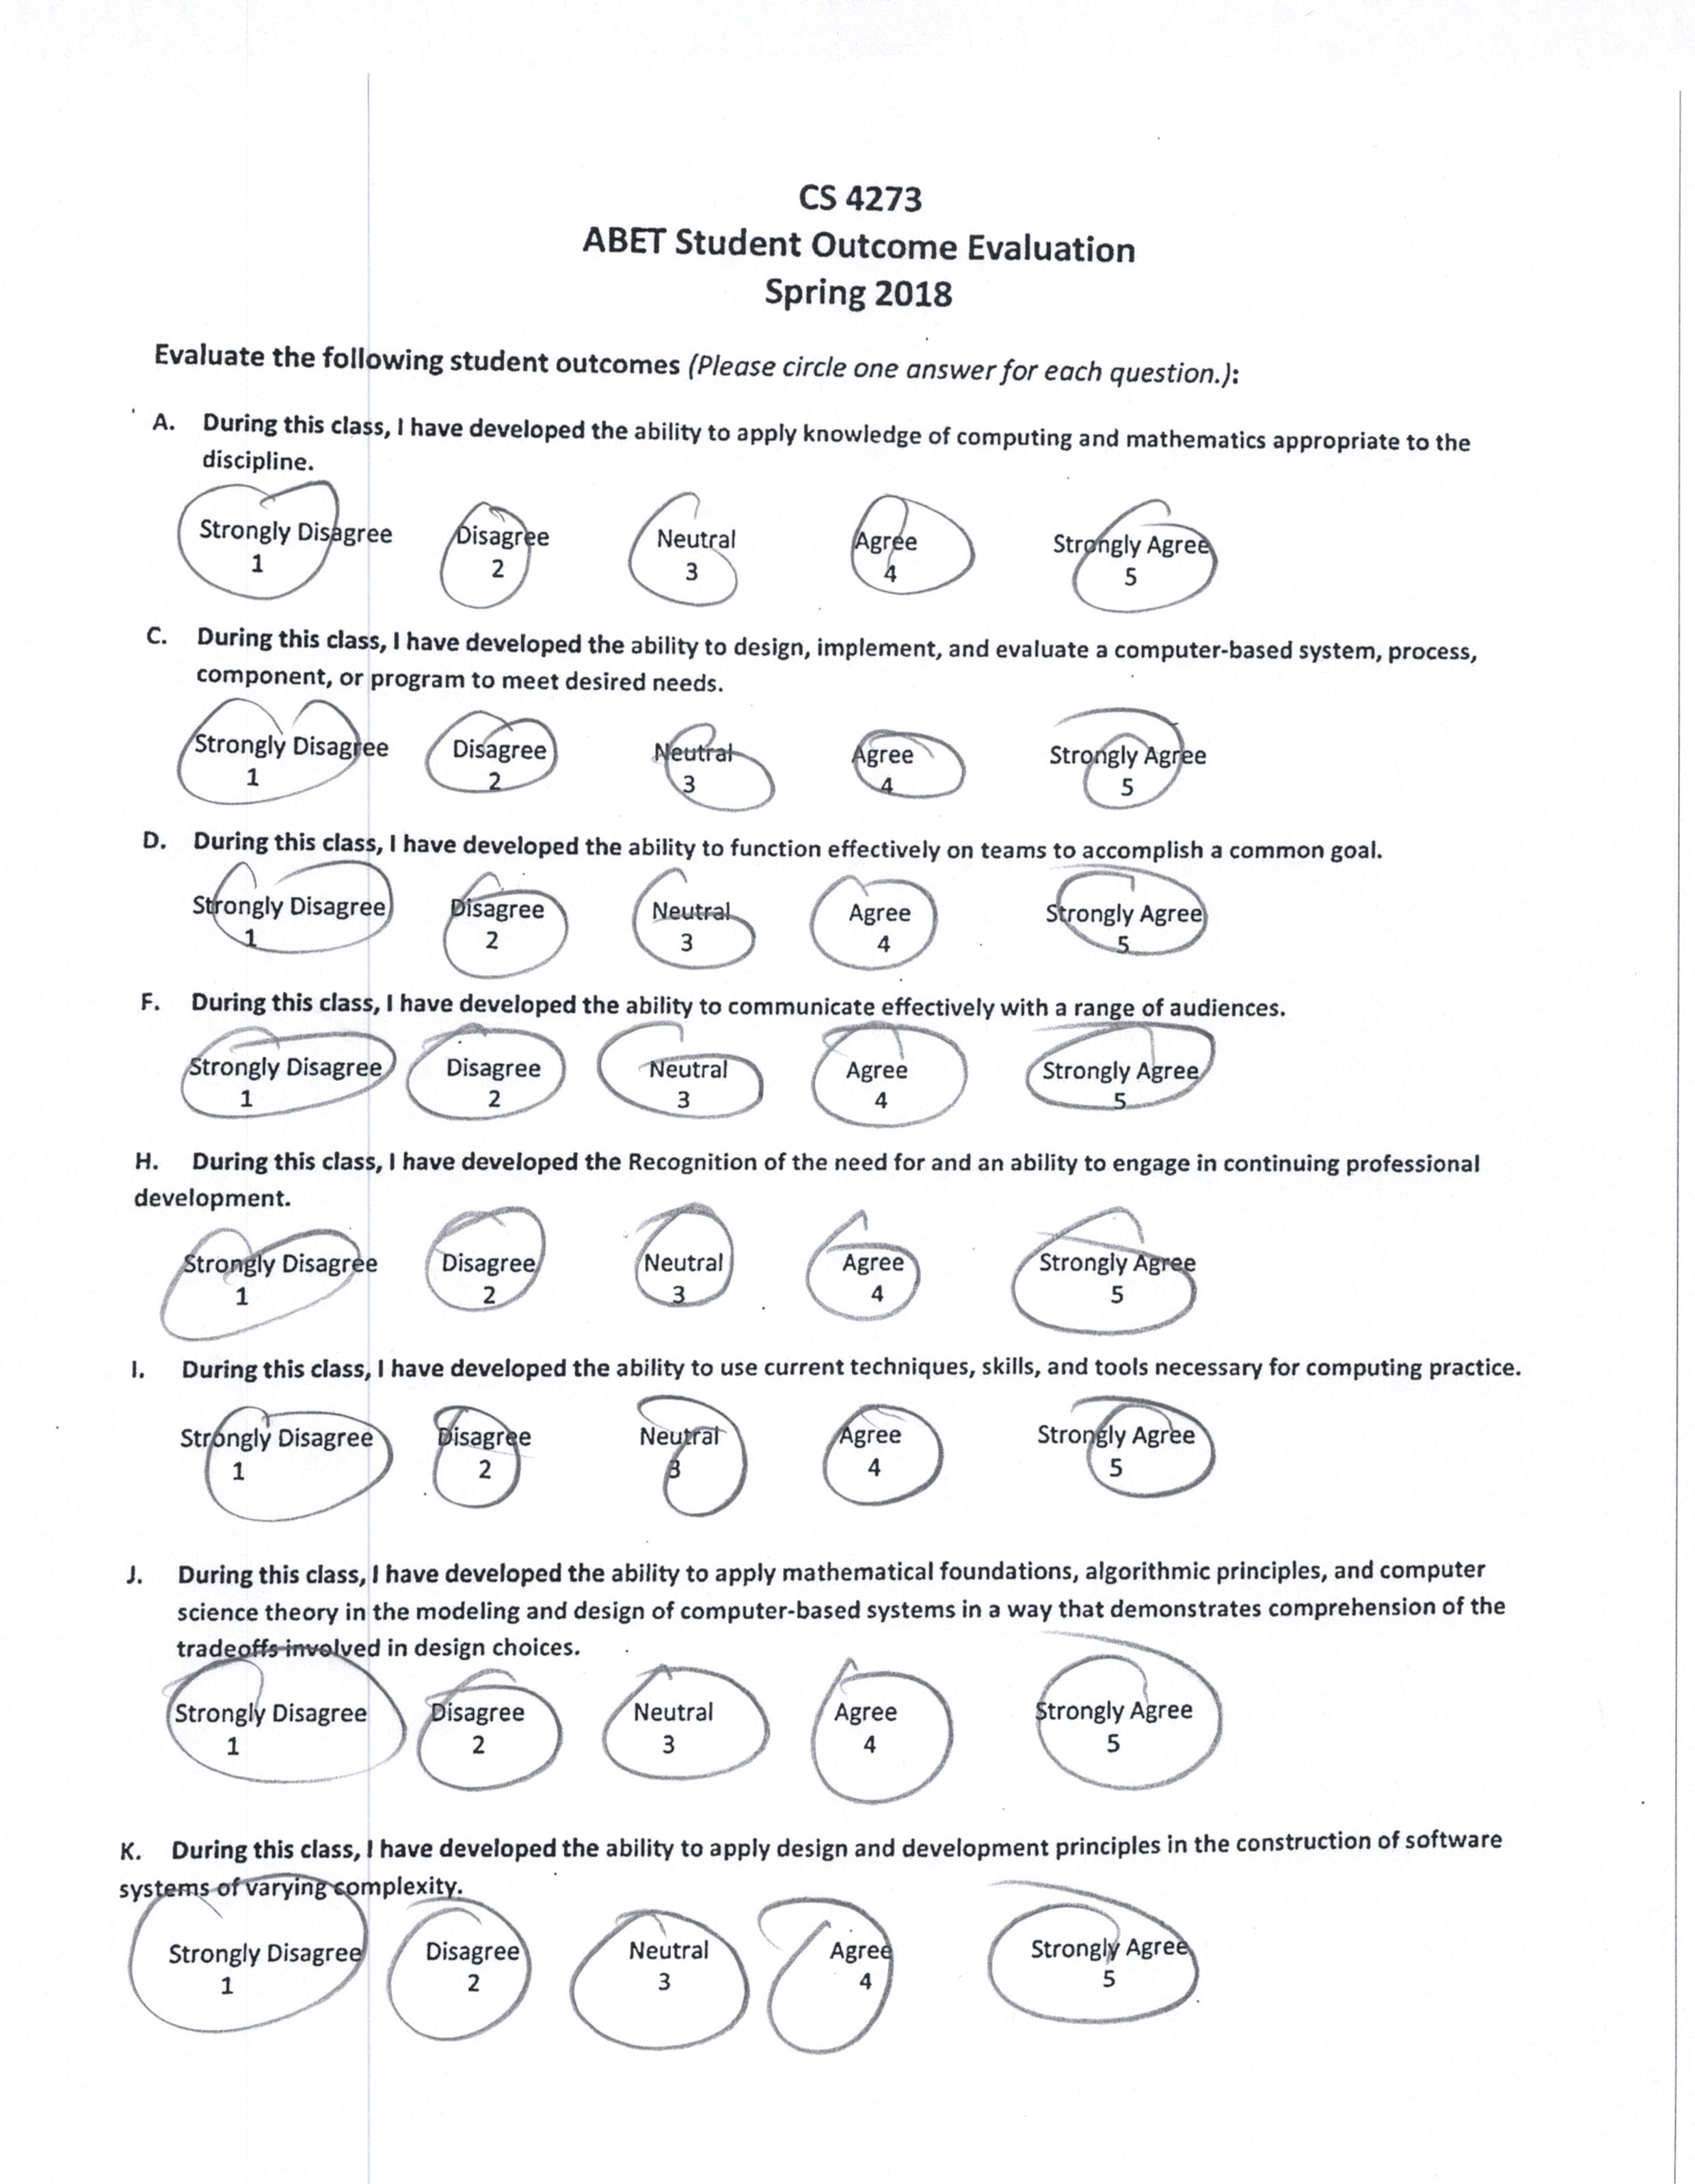 CS 4273
ABET Student Outcome Evaluation
Spring 2018
Evaluate the following student outcomes (Please circle one answer for each question.):
A. During this class, I have developed the ability to apply knowledge of computing and mathematics appropriate to the
discipline.
Strongly Disagree Disagree Neutral Agree Strongly Agree
1 2 3 4 5
C. During this class, I have developed the ability to design, implement, and evaluate a computer-based system, process,
component, or program to meet desired needs.
Strongly Disagree Disagree Neutral Agree Strongly Agree
1 2 3 4 5
D. During this class, I have developed the ability to function effectively on teams to accomplish a common goal.
Strongly Disagree Disagree Neutral Agree Strongly Agree
1 2 3 4 5
F. During this class, I have developed the ability to communicate effectively with a range of audiences.
Strongly Disagree Disagree Neutral Agree Strongly Agree
1 2 3 4 5
H. During this class, I have developed the Recognition of the need for and an ability to engage in continuing professional
development.
Strongly Disagree Disagree Neutral Agree Strongly Agree
1 2 3 4 5
I. During this class, I have developed the ability to use current techniques, skills, and tools necessary for computing practice.
Strongly Disagree Disagree Neutral Agree Strongly Agree
1 2 3 4 5
J. During this class, I have developed the ability to apply mathematical foundations, algorithmic principles, and computer
science theory in the modeling and design of computer-based systems in a way that demonstrates comprehension of the
tradeoffs involved in design choices.
Strongly Disagree Disagree Neutral Agree Strongly Agree
1 2 3 4 5
K. During this class, I have developed the ability to apply design and development principles in the construction of software
systems of varying complexity.
Strongly Disagree Disagree Neutral Agree Strongly Agree
1 2 3 4 5